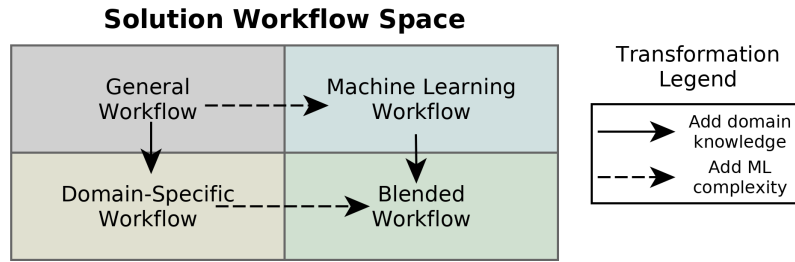 Solution Workflow Space
General
Workflow
Machine Learning
Workflow
Domain-Specific
Workflow
Blended
Workflow
Transformation
Legend
Add domain
knowledge
Add ML
complexity